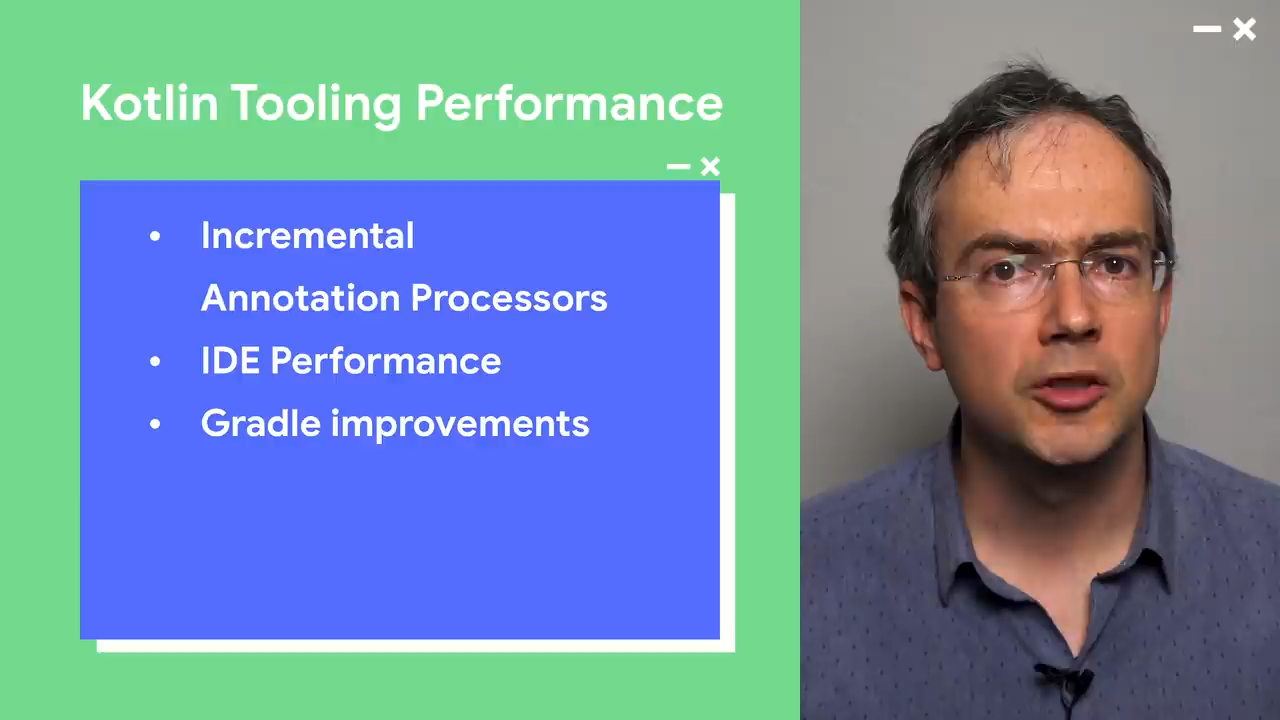 Kotlin Tooling Performance
• Incremental
Annotation Processors
• IDE Performance
• Gradle improvements